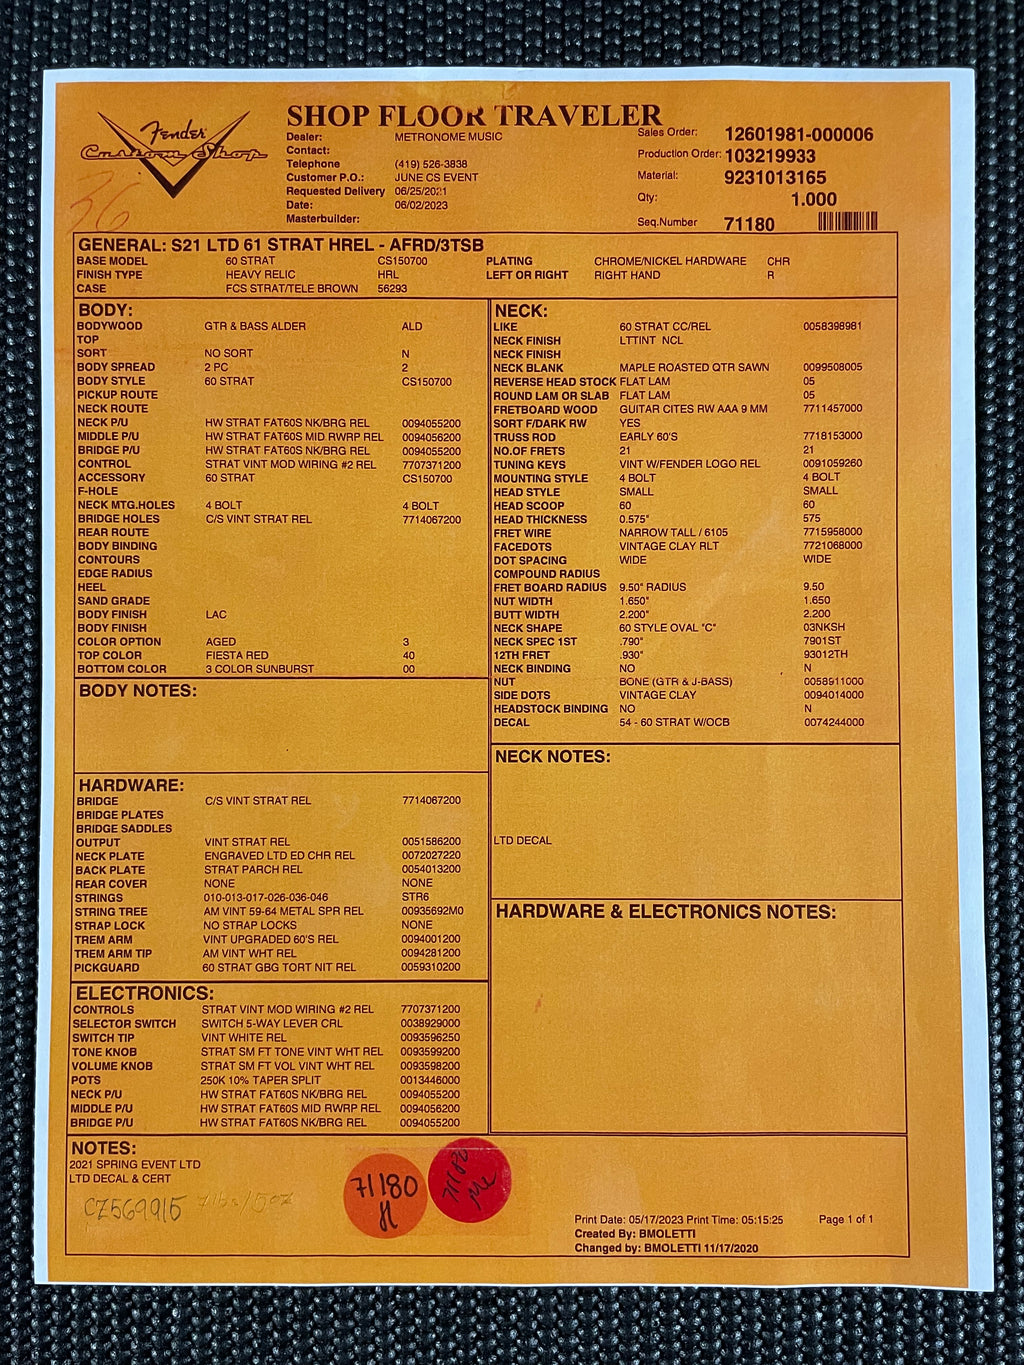 Fender
Custom Shop
36
SHOP FLOOR TRAVELER
Dealer: METRONOME MUSIC
Contact:
Telephone (419) 526-3838
Customer P.O.: JUNE CS EVENT
Requested Delivery 06/25/2021
Date: 06/02/2023
Masterbuilder:
Sales Order: 12601981-000006
Production Order: 103219933
Material: 9231013165
Qty: 1.000
Seq.Number 71180
GENERAL: S21 LTD 61 STRAT HREL - AFRD/3TSB
BASE MODEL 60 STRAT CS150700 PLATING CHROME/NICKEL HARDWARE CHR
FINISH TYPE HEAVY RELIC HRL LEFT OR RIGHT RIGHT HAND R
CASE FCS STRAT/TELE BROWN 56293
BODY:
BODYWOOD GTR & BASS ALDER ALD
TOP
SORT NO SORT N
BODY SPREAD 2 PC 2
BODY STYLE 60 STRAT CS150700
PICKUP ROUTE
NECK ROUTE
NECK P/U HW STRAT FAT60S NK/BRG REL 0094055200
MIDDLE P/U HW STRAT FAT60S MID RWRP REL 0094056200
BRIDGE P/U HW STRAT FAT60S NK/BRG REL 0094055200
CONTROL STRAT VINT MOD WIRING #2 REL 7707371200
ACCESSORY 60 STRAT CS150700
F-HOLE
NECK MTG.HOLES 4 BOLT 4 BOLT
BRIDGE HOLES C/S VINT STRAT REL 7714067200
REAR ROUTE
BODY BINDING
CONTOURS
EDGE RADIUS
HEEL
SAND GRADE
BODY FINISH LAC
BODY FINISH
COLOR OPTION AGED 3
TOP COLOR FIESTA RED 40
BOTTOM COLOR 3 COLOR SUNBURST 00
BODY NOTES:
HARDWARE:
BRIDGE C/S VINT STRAT REL 7714067200
BRIDGE PLATES
BRIDGE SADDLES
OUTPUT VINT STRAT REL 0051586200
NECK PLATE ENGRAVED LTD ED CHR REL 0072027220
BACK PLATE STRAT PARCH REL 0054013200
REAR COVER NONE NONE
STRINGS 010-013-017-026-036-046 STR6
STRING TREE AM VINT 59-64 METAL SPR REL 00935692M0
STRAP LOCK NO STRAP LOCKS NONE
TREM ARM VINT UPGRADED 60'S REL 0094001200
TREM ARM TIP AM VINT WHT REL 0094281200
PICKGUARD 60 STRAT GBG TORT NIT REL 0059310200
ELECTRONICS:
CONTROLS STRAT VINT MOD WIRING #2 REL 7707371200
SELECTOR SWITCH SWITCH 5-WAY LEVER CRL 0038929000
SWITCH TIP VINT WHITE REL 0093596250
TONE KNOB STRAT SM FT TONE VINT WHT REL 0093599200
VOLUME KNOB STRAT SM FT VOL VINT WHT REL 0093598200
POTS 250K 10% TAPER SPLIT 0013446000
NECK P/U HW STRAT FAT60S NK/BRG REL 0094055200
MIDDLE P/U HW STRAT FAT60S MID RWRP REL 0094056200
BRIDGE P/U HW STRAT FAT60S NK/BRG REL 0094055200
NECK:
LIKE 60 STRAT CC/REL 0058398981
NECK FINISH LTTINT NCL
NECK FINISH
NECK BLANK MAPLE ROASTED QTR SAWN 0099508005
REVERSE HEAD STOCK FLAT LAM 05
ROUND LAM OR SLAB FLAT LAM 05
FRETBOARD WOOD GUITAR CITES RW AAA 9 MM 7711457000
SORT F/DARK RW YES
TRUSS ROD EARLY 60'S 7718153000
NO.OF FRETS 21 21
TUNING KEYS VINT W/FENDER LOGO REL 0091059260
MOUNTING STYLE 4 BOLT 4 BOLT
HEAD STYLE SMALL SMALL
HEAD SCOOP 60 60
HEAD THICKNESS 0.575" 575
FRET WIRE NARROW TALL / 6105 7715958000
FACEDOTS VINTAGE CLAY RLT 7721068000
DOT SPACING WIDE WIDE
COMPOUND RADIUS
FRET BOARD RADIUS 9.50" RADIUS 9.50
NUT WIDTH 1.650" 1.650
BUTT WIDTH 2.200" 2.200
NECK SHAPE 60 STYLE OVAL "C" 03NKSH
NECK SPEC 1ST .790" 7901ST
12TH FRET .930" 93012TH
NECK BINDING NO N
NUT BONE (GTR & J-BASS) 0058911000
SIDE DOTS VINTAGE CLAY 0094014000
HEADSTOCK BINDING NO N
DECAL 54 - 60 STRAT W/OCB 0074244000
NECK NOTES:
LTD DECAL
HARDWARE & ELECTRONICS NOTES:
NOTES:
2021 SPRING EVENT LTD
LTD DECAL & CERT
CZ569915 7lbs/5oz
71180
71180
Print Date: 05/17/2023 Print Time: 05:15:25 Page 1 of 1
Created By: BMOLETTI
Changed by: BMOLETTI 11/17/2020